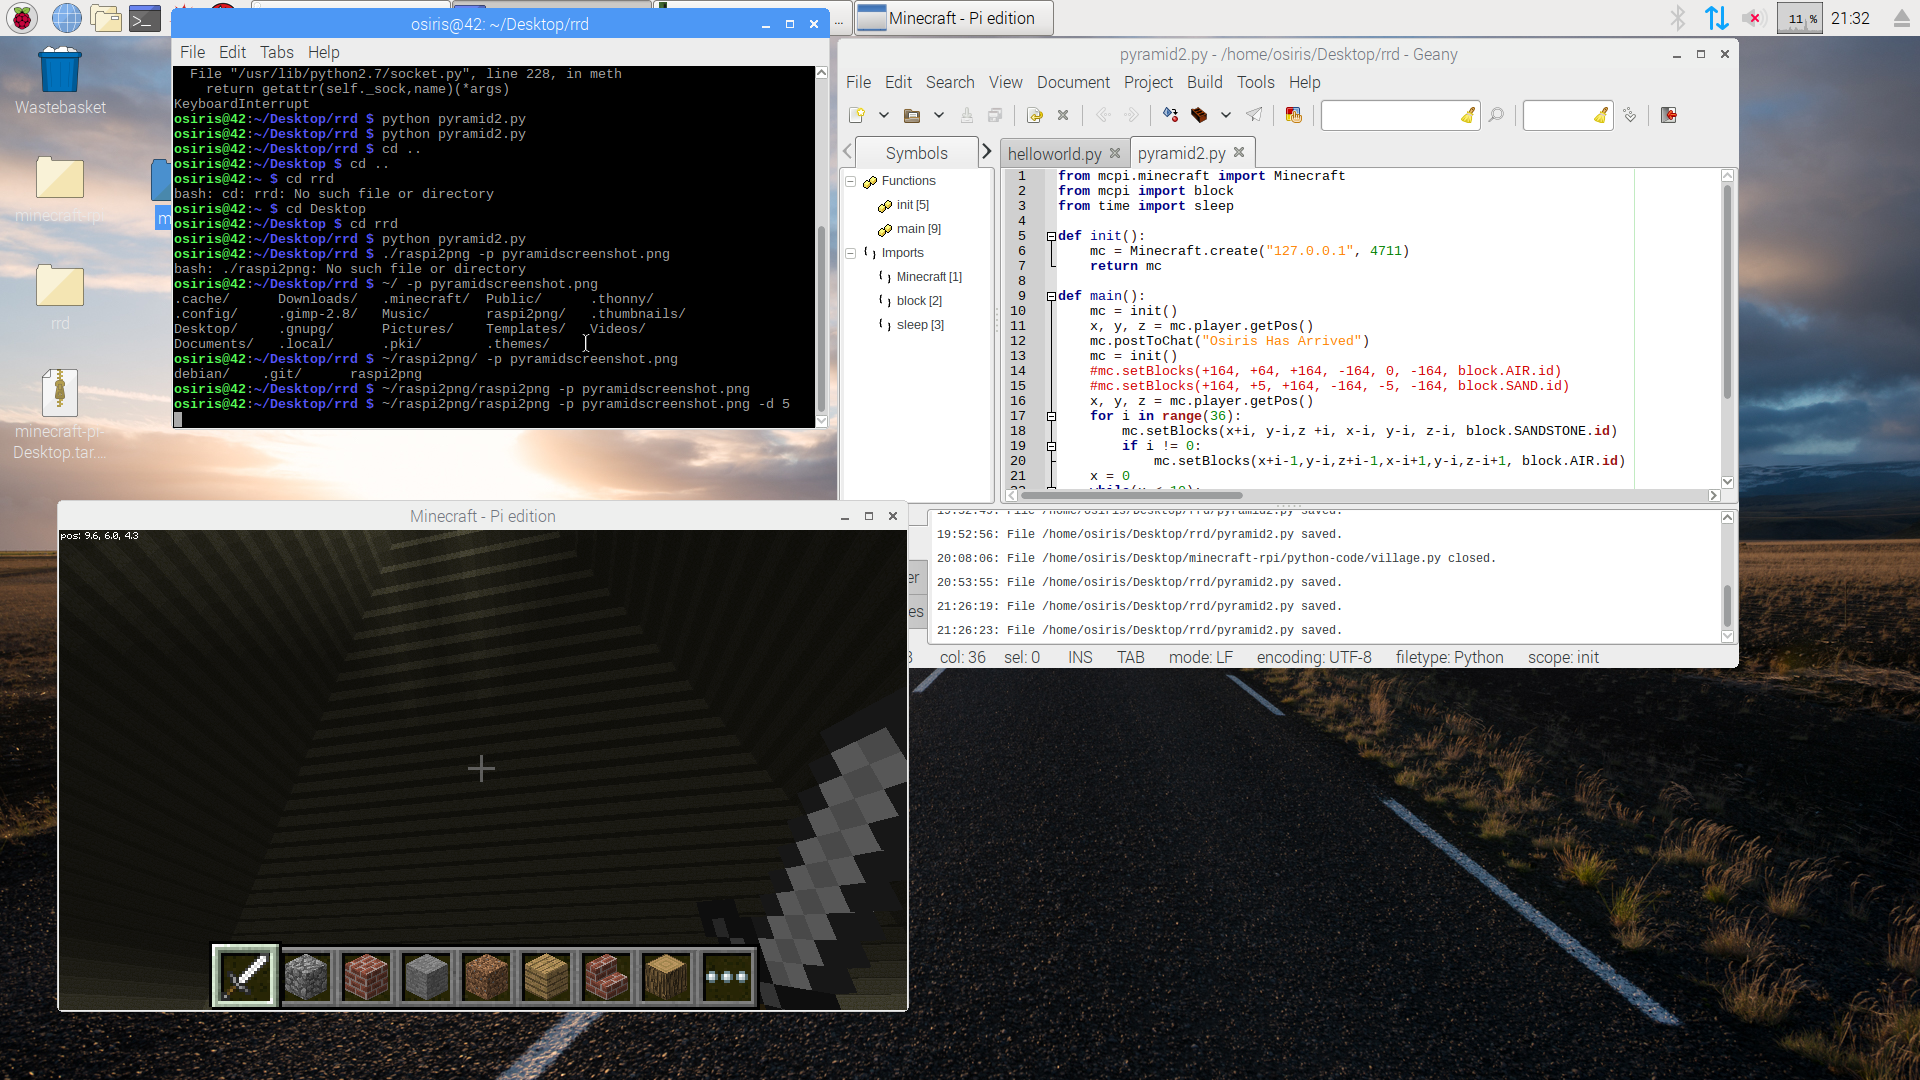 ...
Minecraft - Pi edition
11 %
21:32
Wastebasket
minecraft-rpi-
m
rrd
minecraft-pi-
Desktop.tar....
osiris@42: ~/Desktop/rrd
File Edit Tabs Help
File "/usr/lib/python2.7/socket.py", line 228, in meth
return getattr(self._sock,name)(*args)
KeyboardInterrupt
osiris@42:~/Desktop/rrd $ python pyramid2.py
osiris@42:~/Desktop/rrd $ python pyramid2.py
osiris@42:~/Desktop/rrd $ cd ..
osiris@42:~/Desktop $ cd ..
osiris@42:~ $ cd rrd
bash: cd: rrd: No such file or directory
osiris@42:~ $ cd Desktop
osiris@42:~/Desktop $ cd rrd
osiris@42:~/Desktop/rrd $ python pyramid2.py
osiris@42:~/Desktop/rrd $ ./raspi2png -p pyramidscreenshot.png
bash: ./raspi2png: No such file or directory
osiris@42:~/Desktop/rrd $ ~/ -p pyramidscreenshot.png
.cache/ Downloads/ .minecraft/ Public/ .thonny/
.config/ .gimp-2.8/ Music/ raspi2png/ .thumbnails/
Desktop/ .gnupg/ Pictures/ Templates/ Videos/
Documents/ .local/ .pki/ .themes/
osiris@42:~/Desktop/rrd $ ~/raspi2png/ -p pyramidscreenshot.png
debian/ .git/ raspi2png
osiris@42:~/Desktop/rrd $ ~/raspi2png/raspi2png -p pyramidscreenshot.png
osiris@42:~/Desktop/rrd $ ~/raspi2png/raspi2png -p pyramidscreenshot.png -d 5
pyramid2.py - /home/osiris/Desktop/rrd - Geany
File Edit Search View Document Project Build Tools Help
Symbols
Functions
init [5]
main [9]
Imports
Minecraft [1]
block [2]
sleep [3]
helloworld.py
pyramid2.py
1 from mcpi.minecraft import Minecraft
2 from mcpi import block
3 from time import sleep
4
5 def init():
6 mc = Minecraft.create("127.0.0.1", 4711)
7 return mc
8
9 def main():
10 mc = init()
11 x, y, z = mc.player.getPos()
12 mc.postToChat("Osiris Has Arrived")
13 mc = init()
14 #mc.setBlocks(+164, +64, +164, -164, 0, -164, block.AIR.id)
15 #mc.setBlocks(+164, +5, +164, -164, -5, -164, block.SAND.id)
16 x, y, z = mc.player.getPos()
17 for i in range(36):
18 mc.setBlocks(x+i, y-i,z +i, x-i, y-i, z-i, block.SANDSTONE.id)
19 if i != 0:
20 mc.setBlocks(x+i-1,y-i,z+i-1,x-i+1,y-i,z-i+1, block.AIR.id)
21 x = 0
19:52:49: File /home/osiris/Desktop/rrd/pyramid2.py saved.
19:52:56: File /home/osiris/Desktop/rrd/pyramid2.py saved.
20:08:06: File /home/osiris/Desktop/minecraft-rpi/python-code/village.py closed.
20:53:55: File /home/osiris/Desktop/rrd/pyramid2.py saved.
21:26:19: File /home/osiris/Desktop/rrd/pyramid2.py saved.
21:26:23: File /home/osiris/Desktop/rrd/pyramid2.py saved.
er
es
col: 36 sel: 0 INS TAB mode: LF encoding: UTF-8 filetype: Python scope: init
Minecraft - Pi edition
pos: 9.6, 6.0, 4.3